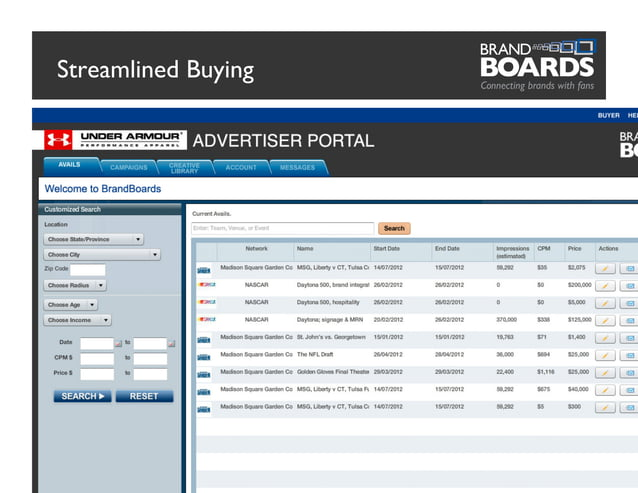 Streamlined Buying
BRAND
BOARDS
Connecting brands with fans
BUYER HE
UNDER ARMOUR
PERFORMANCE APPAREL
ADVERTISER PORTAL
BRA
BO
AVAILS
CAMPAIGNS
CREATIVE LIBRARY
ACCOUNT
MESSAGES
Welcome to BrandBoards
Customized Search
Location
Choose State/Province
Choose City
Zip Code
Choose Radius
Choose Age
Choose Income
Date to
CPM $ to
Price $ to
SEARCH RESET
Current Avails.
Enter: Team, Venue, or Event Search
Network Name Start Date End Date Impressions (estimated) CPM Price Actions
Madison Square Garden Co MSG, Liberty v CT, Tulsa C 14/07/2012 15/07/2012 59,292 $35 $2,075
NASCAR Daytona 500, brand integrat 26/02/2012 26/02/2012 0 $0 $200,000
NASCAR Daytona 500, hospitality 26/02/2012 26/02/2012 0 $0 $5,000
NASCAR Daytona; signage & MRN 20/02/2012 26/02/2012 370,000 $338 $125,000
Madison Square Garden Co St. John's vs. Georgetown 15/01/2012 15/01/2012 19,763 $71 $1,400
Madison Square Garden Co The NFL Draft 26/04/2012 28/04/2012 36,000 $694 $25,000
Madison Square Garden Co Golden Gloves Final Theate 29/03/2012 29/03/2012 22,400 $1,116 $25,000
Madison Square Garden Co MSG, Liberty v CT, Tulsa Fu 14/07/2012 15/07/2012 59,292 $675 $40,000
Madison Square Garden Co MSG, Liberty v CT, Tulsa C 14/07/2012 15/07/2012 59,292 $5 $300